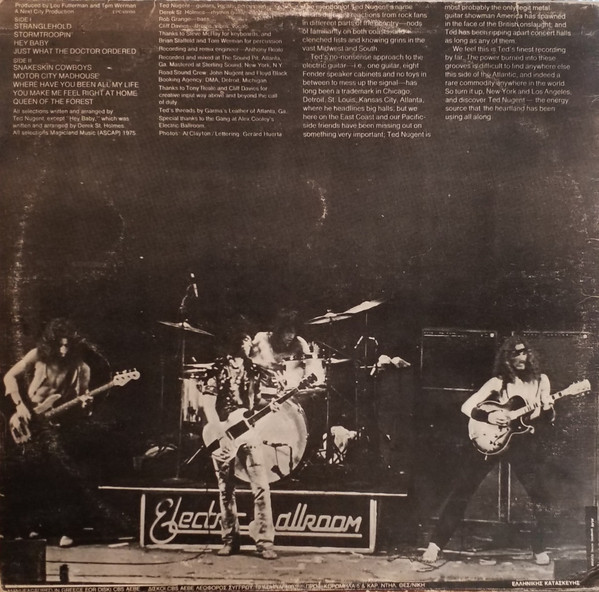 Produced by Lew Futterman and Tom Werman
A Next City Production
SIDE I
STRANGLEHOLD
STORMTROOPIN'
HEY BABY
JUST WHAT THE DOCTOR ORDERED
SIDE II
SNAKESKIN COWBOYS
MOTOR CITY MADHOUSE
WHERE HAVE YOU BEEN ALL MY LIFE
YOU MAKE ME FEEL RIGHT AT HOME
QUEEN OF THE FOREST
All selections written and arranged by
Ted Nugent, except "Hey Baby," which was
written and arranged by Derek St. Holmes.
All selections Magicland Music (ASCAP) 1975.
Ted Nugent—guitars,
Derek St. Holmes
Cliff Davies—
Rob Grange—bass
Thanks to Steve McRay for keyboards, and
Brian Staffeld and Tom Werman for percussion
Recording and remix engineer—Anthony Reale
Recorded and mixed at The Sound Pit, Atlanta,
Ga. Mastered at Sterling Sound, New York, N.Y.
Road Sound Crew: John Nugent and Floyd Black
Booking Agency: DMA, Detroit, Michigan
Thanks to Tony Reale and Cliff Davies for
creative input way above and beyond the call
of duty.
Ted's threads by Garma's Leather of Atlanta, Ga.
Special thanks to the Gang at Alex Cooley's
Electric Ballroom.
Photos: Al Clayton/Lettering: Gerard Huerta
of Ted Nugent's name
reactions from rock fans
in different parts of the country—nods
of familiarity on both coasts and
clenched fists and knowing grins in the
vast Midwest and South.
Ted's no-nonsense approach to the
electric guitar—i.e., one guitar, eight
Fender speaker cabinets and no toys in
between to mess up the signal—has
long been a trademark in Chicago,
Detroit, St. Louis, Kansas City, Atlanta,
where he headlines big halls; but we
here on the East Coast and our Pacific-
side friends have been missing out on
something very important; Ted Nugent is
most probably the only legit metal
guitar showman America has spawned
in the face of the British onslaught, and
Ted has been ripping apart concert halls
as long as any of them.
We feel this is Ted's finest recording
by far. The power burned into these
grooves is difficult to find anywhere else
this side of the Atlantic, and indeed a
rare commodity anywhere in the world.
So turn it up, New York and Los Angeles,
and discover Ted Nugent—the energy
source that the heartland has been
using all along.
Electric Ballroom
ΕΛΛΗΝΙΚΗΣ ΚΑΤΑΣΚΕΥΗΣ